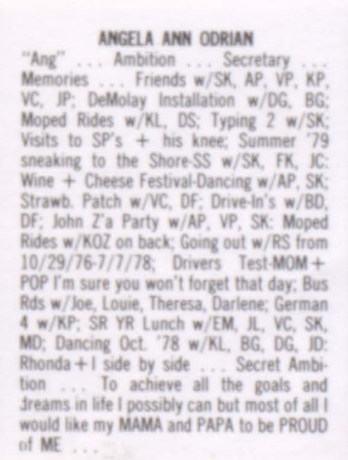 ANGELA ANN ODRIAN
"Ang" ... Ambition ... Secretary ...
Memories ... Friends w/SK, AP, VP, KP,
VC, JP; DeMolay Installation w/DG, BG;
Moped Rides w/KL, DS; Typing 2 w/SK;
Visits to SP's + his knee; Summer '79
sneaking to the Shore-SS w/SK, FK, JC;
Wine + Cheese Festival-Dancing w/AP, SK;
Strawb. Patch w/VC, DF; Drive-In's w/BD,
DF; John Z'a Party w/AP, VP, SK: Moped
Rides w/KOZ on back; Going out w/RS from
10/29/76-7/7/78; Drivers Test-MOM +
POP I'm sure you won't forget that day; Bus
Rds w/Joe, Louie, Theresa, Darlene; German
4 w/KP; SR YR Lunch w/EM, JL, VC, SK,
MD; Dancing Oct. '78 w/KL, BG, DG, JD:
Rhonda + I side by side ... Secret Ambi-
tion ... To achieve all the goals and
dreams in life I possibly can but most of all I
would like my MAMA and PAPA to be PROUD
of ME ...